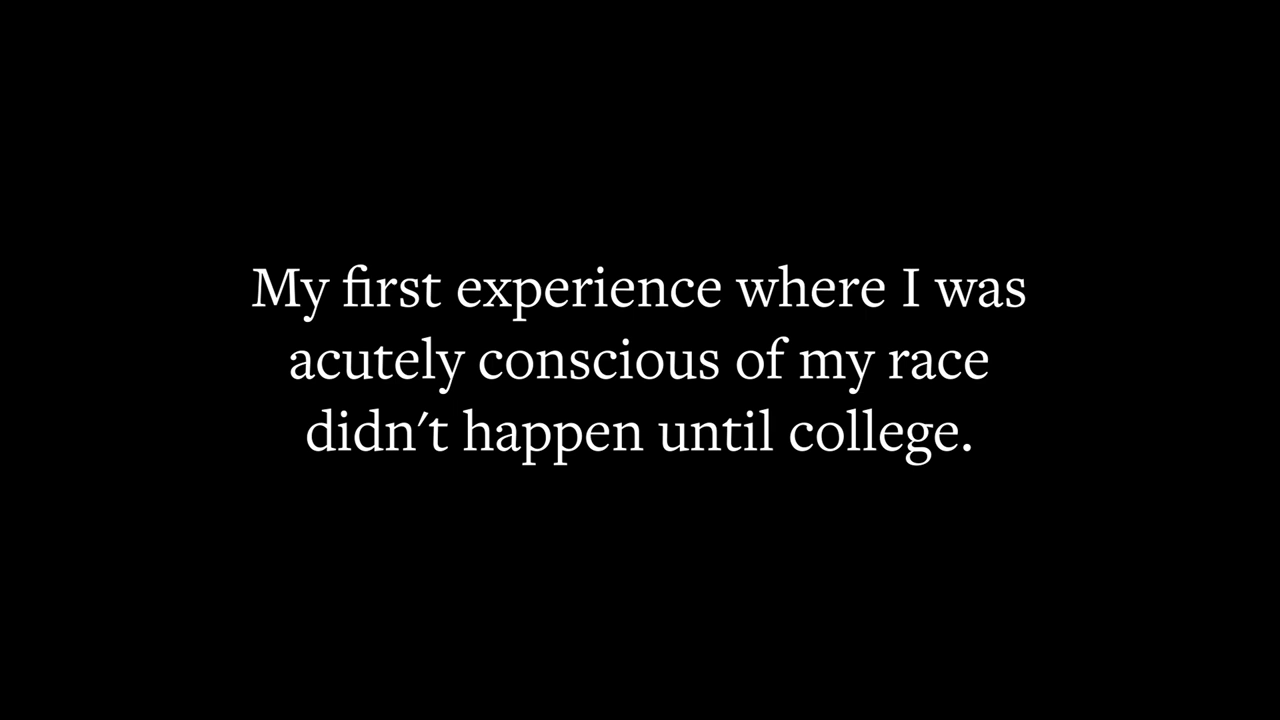 My first experience where I was
acutely conscious of my race
didn't happen until college.